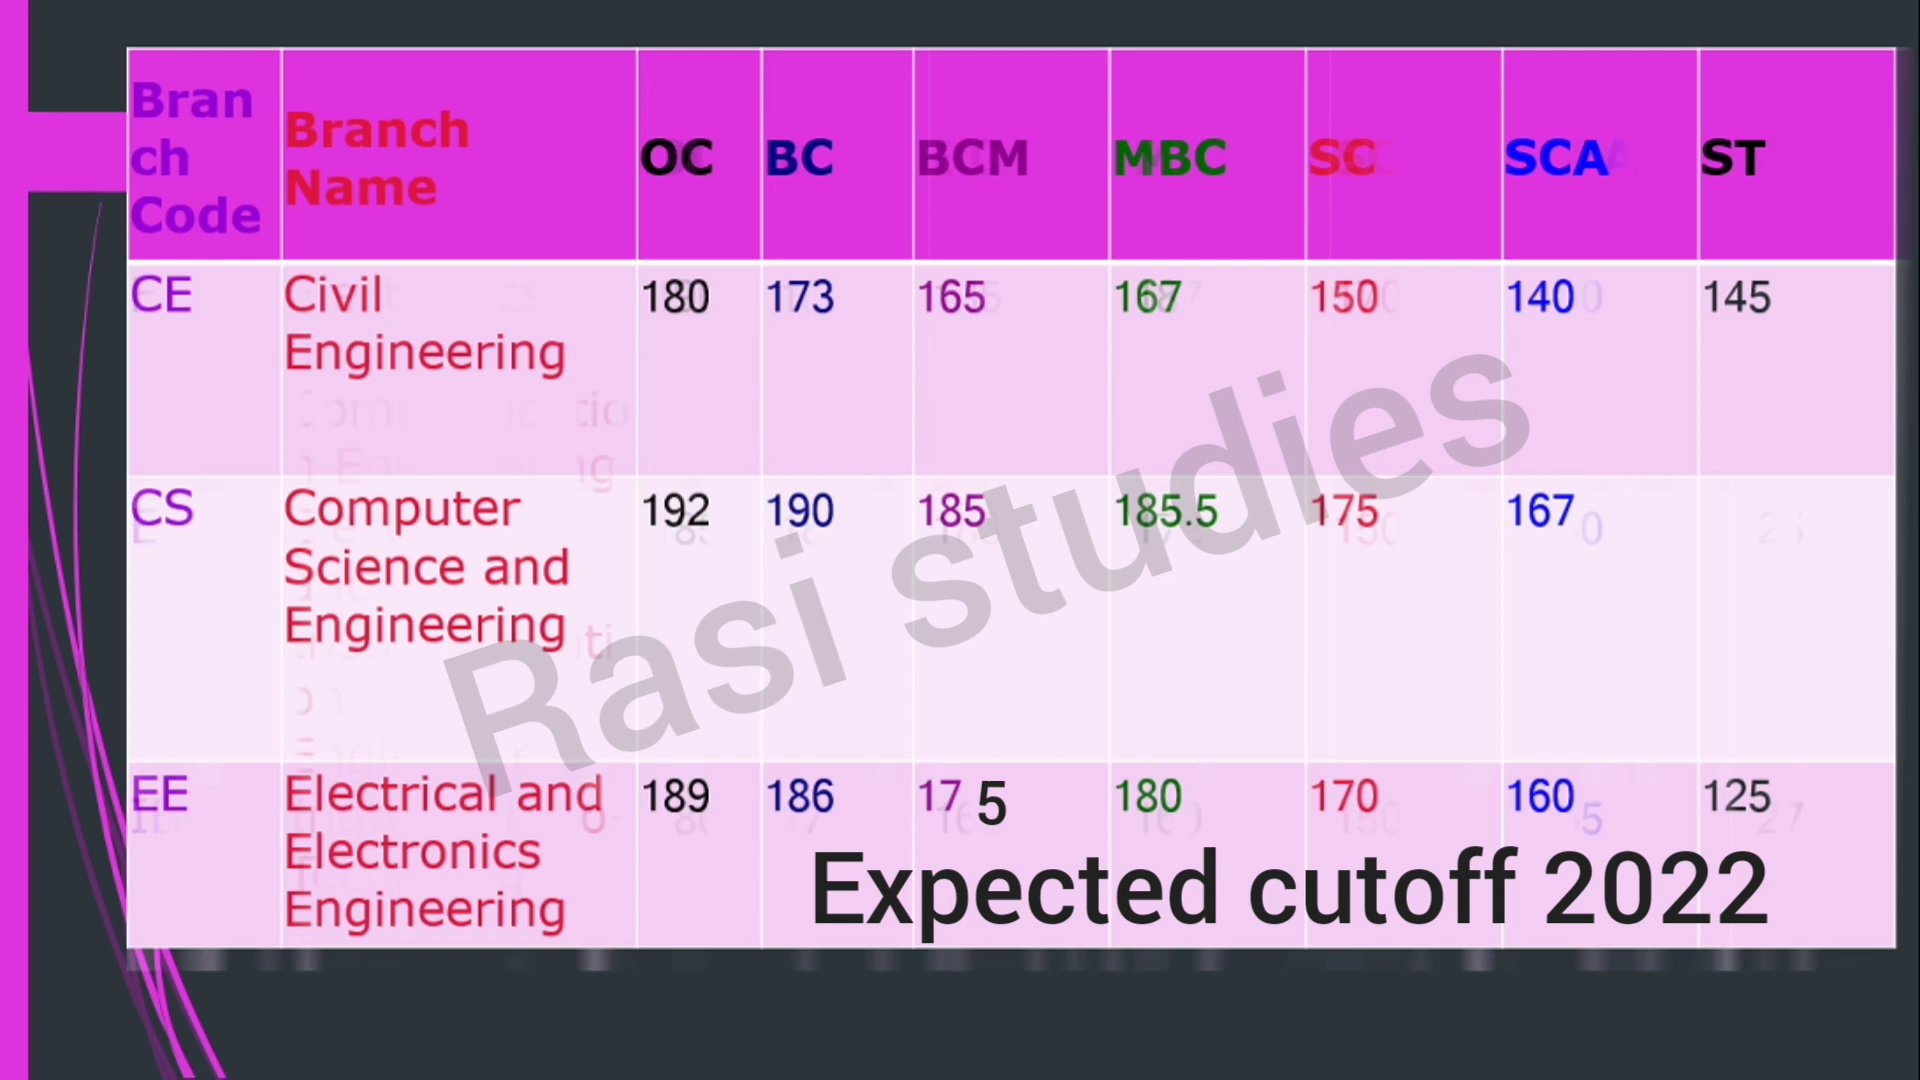 Bran
ch
Code
Branch
Name
OC BC BCM MBC SC SCA ST
CE Civil 180 173 165 167 150 140 145
Engineering
CS Computer 192 190 185 185.5 175 167
Science and
Engineering
EE Electrical and 189 186 17 5 180 170 160 125
Electronics
Engineering
Rasi studies
Expected cutoff 2022